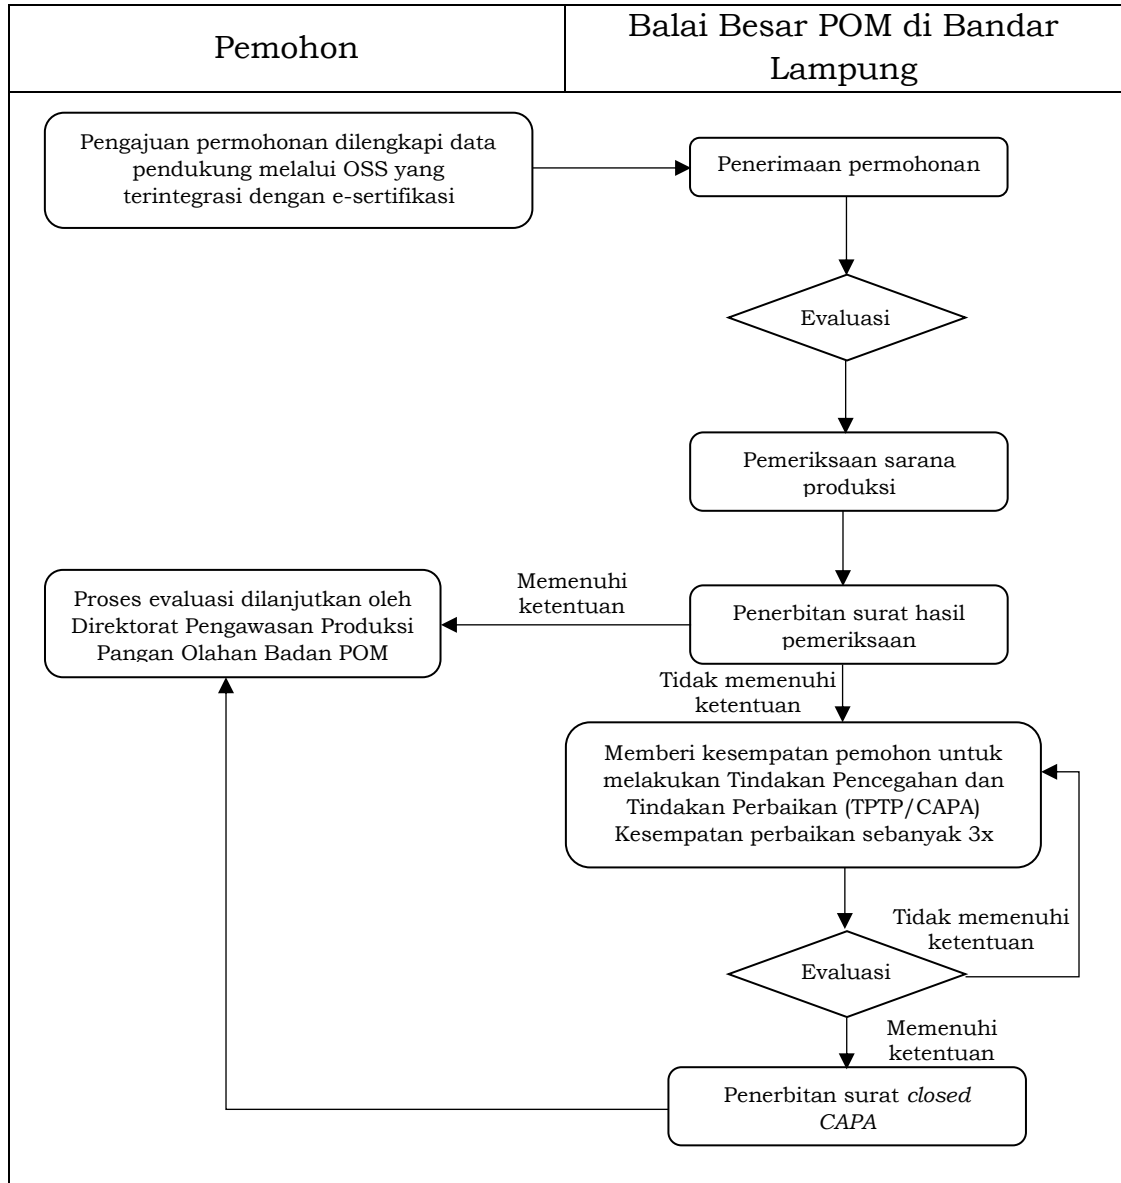 Pemohon
Balai Besar POM di Bandar
Lampung
Pengajuan permohonan dilengkapi data
pendukung melalui OSS yang
terintegrasi dengan e-sertifikasi
Penerimaan permohonan
Evaluasi
Pemeriksaan sarana
produksi
Memenuhi
ketentuan
Proses evaluasi dilanjutkan oleh
Direktorat Pengawasan Produksi
Pangan Olahan Badan POM
Penerbitan surat hasil
pemeriksaan
Tidak memenuhi
ketentuan
Memberi kesempatan pemohon untuk
melakukan Tindakan Pencegahan dan
Tindakan Perbaikan (TPTP/CAPA)
Kesempatan perbaikan sebanyak 3x
Tidak memenuhi
ketentuan
Evaluasi
Memenuhi
ketentuan
Penerbitan surat closed
CAPA